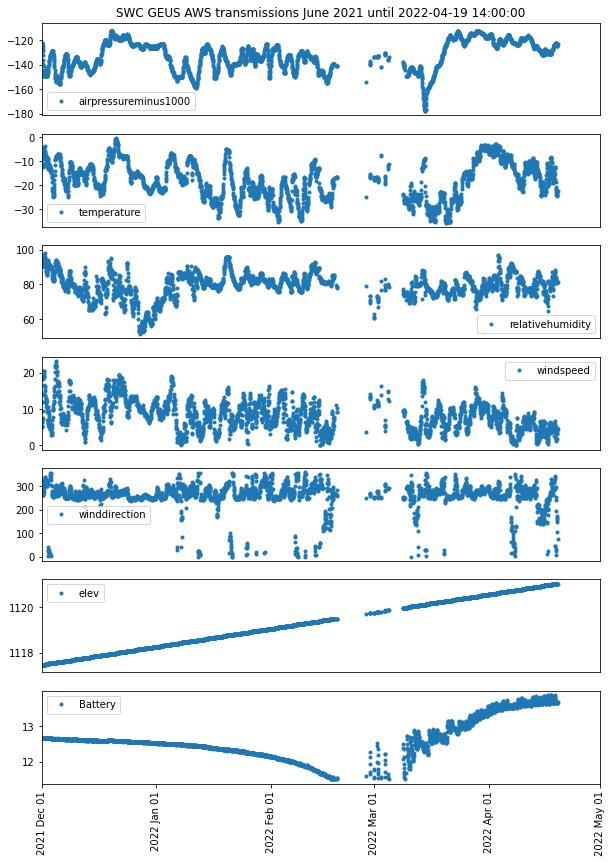 SWC GEUS AWS transmissions June 2021 until 2022-04-19 14:00:00
−120
−140
−160
−180
airpressureminus1000
0
−10
−20
−30
temperature
100
80
60
relativehumidity
20
10
0
windspeed
300
200
100
0
winddirection
1120
1118
elev
13
12
Battery
2021 Dec 01
2022 Jan 01
2022 Feb 01
2022 Mar 01
2022 Apr 01
2022 May 01